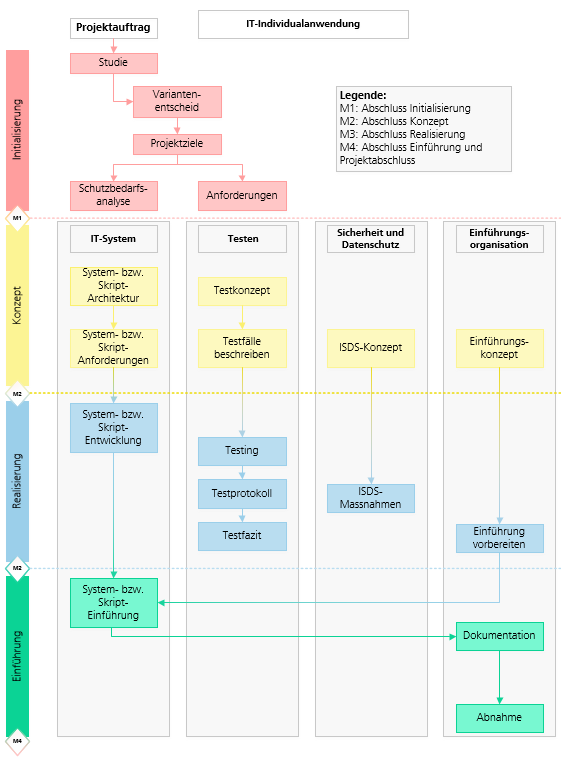 Projektauftrag
IT-Individualanwendung
Studie
Varianten-
entscheid
Projektziele
Schutzbedarfs-
analyse
Anforderungen
Legende:
M1: Abschluss Initialisierung
M2: Abschluss Konzept
M3: Abschluss Realisierung
M4: Abschluss Einführung und
Projektabschluss
Initialisierung
M1
IT-System
Testen
Sicherheit und
Datenschutz
Einführungs-
organisation
Konzept
System- bzw.
Skript-
Architektur
Testkonzept
System- bzw.
Skript-
Anforderungen
Testfälle
beschreiben
ISDS-Konzept
Einführungs-
konzept
M2
Realisierung
System- bzw.
Skript-
Entwicklung
Testing
Testprotokoll
Testfazit
ISDS-
Massnahmen
Einführung
vorbereiten
M2
Einführung
System- bzw.
Skript-
Einführung
Dokumentation
Abnahme
M4